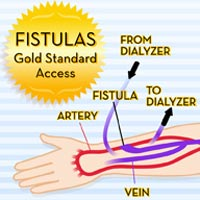 FISTULAS
Gold Standard
Access
FROM
DIALYZER
TO
DIALYZER
FISTULA
ARTERY
VEIN